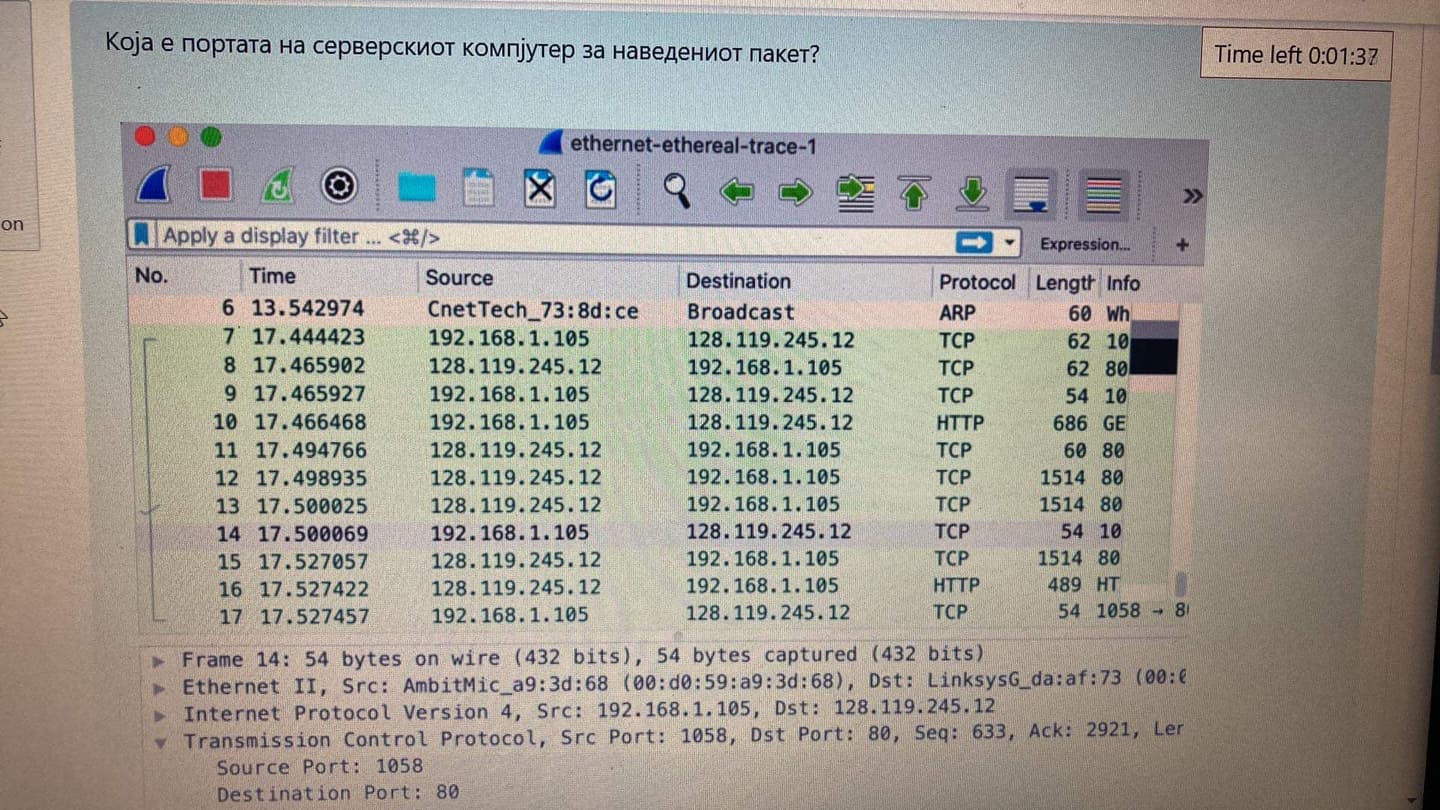 Која е портата на серверскиот компјутер за наведениот пакет?
Time left 0:01:37
on
ethernet-ethereal-trace-1
Apply a display filter ... <⌘/>
Expression...
+
No. Time Source Destination Protocol Length Info
6 13.542974 CnetTech_73:8d:ce Broadcast ARP 60 Wh
7 17.444423 192.168.1.105 128.119.245.12 TCP 62 10
8 17.465902 128.119.245.12 192.168.1.105 TCP 62 80
9 17.465927 192.168.1.105 128.119.245.12 TCP 54 10
10 17.466468 192.168.1.105 128.119.245.12 HTTP 686 GE
11 17.494766 128.119.245.12 192.168.1.105 TCP 60 80
12 17.498935 128.119.245.12 192.168.1.105 TCP 1514 80
13 17.500025 128.119.245.12 192.168.1.105 TCP 1514 80
14 17.500069 192.168.1.105 128.119.245.12 TCP 54 10
15 17.527057 128.119.245.12 192.168.1.105 TCP 1514 80
16 17.527422 128.119.245.12 192.168.1.105 HTTP 489 HT
17 17.527457 192.168.1.105 128.119.245.12 TCP 54 1058 → 8
Frame 14: 54 bytes on wire (432 bits), 54 bytes captured (432 bits)
Ethernet II, Src: AmbitMic_a9:3d:68 (00:d0:59:a9:3d:68), Dst: LinksysG_da:af:73 (00:0
Internet Protocol Version 4, Src: 192.168.1.105, Dst: 128.119.245.12
Transmission Control Protocol, Src Port: 1058, Dst Port: 80, Seq: 633, Ack: 2921, Ler
Source Port: 1058
Destination Port: 80